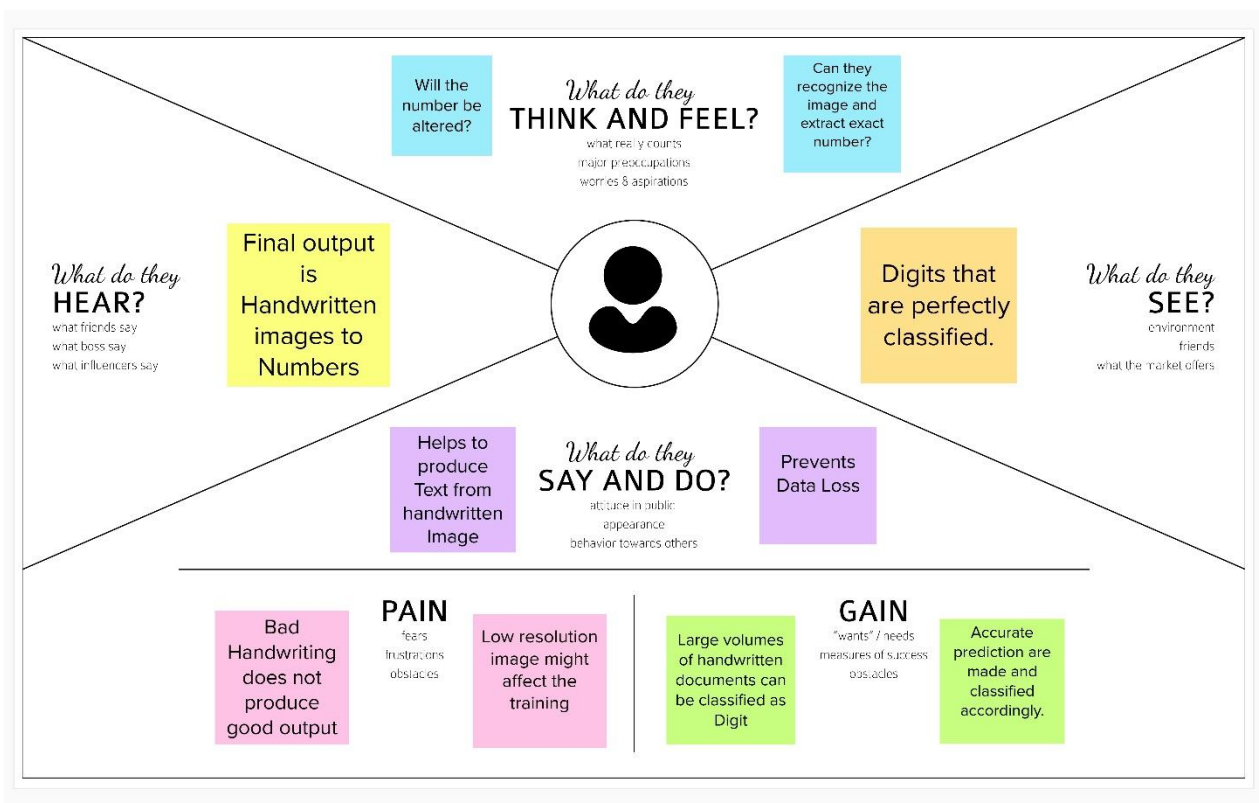 Will the
number be
altered?
What do they
THINK AND FEEL?
what really counts
major preoccupations
worries & aspirations
Can they
recognize the
image and
extract exact
number?
What do they
HEAR?
what friends say
what boss say
what influencers say
Final output
is
Handwritten
images to
Numbers
Digits that
are perfectly
classified.
What do they
SEE?
environment
friends
what the market offers
Helps to
produce
Text from
handwritten
Image
What do they
SAY AND DO?
attitude in public
appearance
behavior towards others
Prevents
Data Loss
Bad
Handwriting
does not
produce
good output
PAIN
fears
frustrations
obstacles
Low resolution
image might
affect the
training
Large volumes
of handwritten
documents can
be classified as
Digit
GAIN
"wants" / needs
measures of success
obstacles
Accurate
prediction are
made and
classified
accordingly.